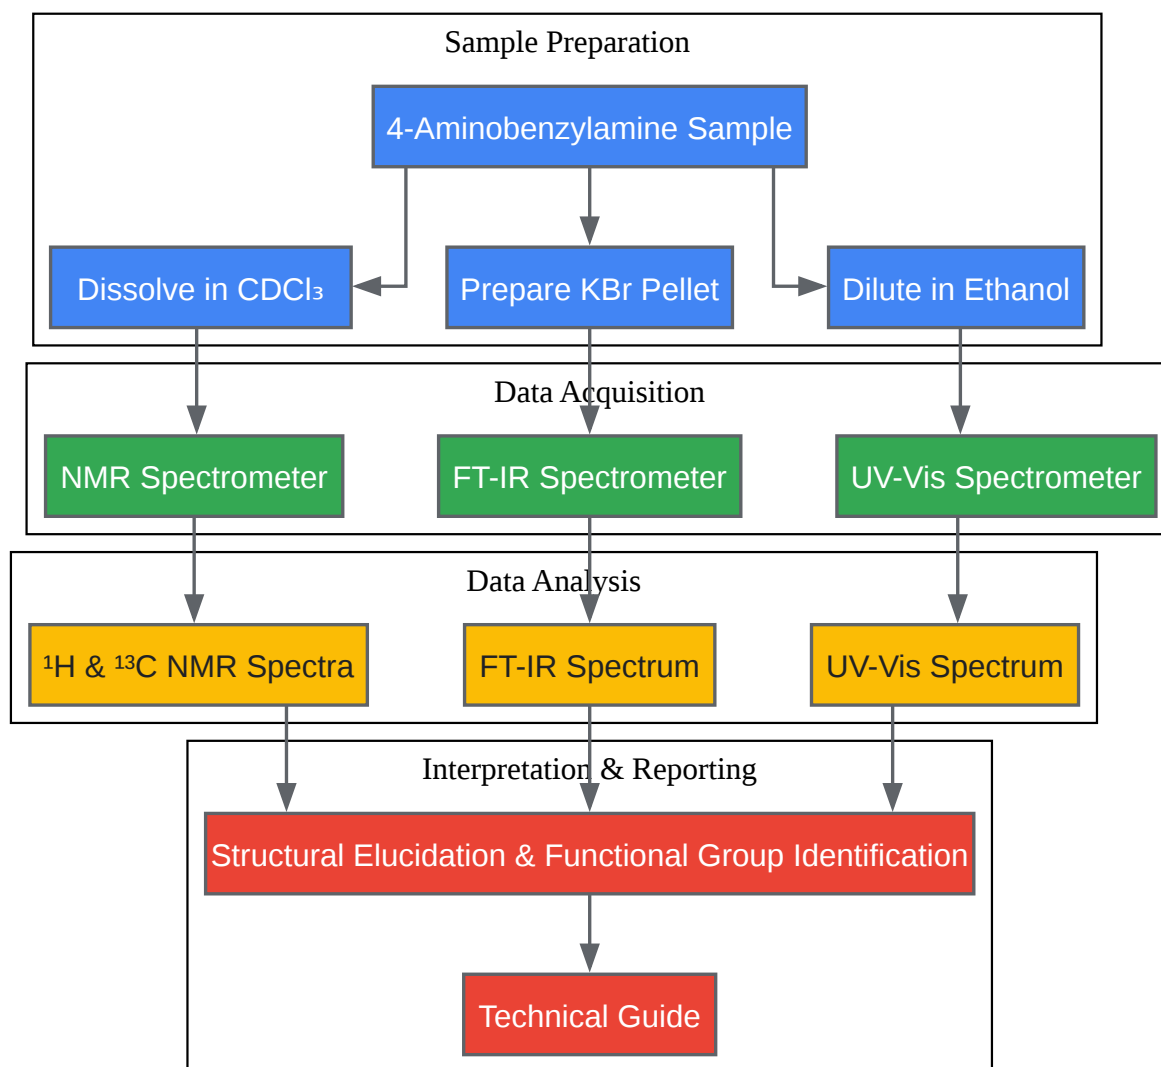 Sample Preparation
4-Aminobenzylamine Sample
Dissolve in CDCl₃
Prepare KBr Pellet
Dilute in Ethanol
Data Acquisition
NMR Spectrometer
FT-IR Spectrometer
UV-Vis Spectrometer
Data Analysis
¹H & ¹³C NMR Spectra
FT-IR Spectrum
UV-Vis Spectrum
Interpretation & Reporting
Structural Elucidation & Functional Group Identification
Technical Guide